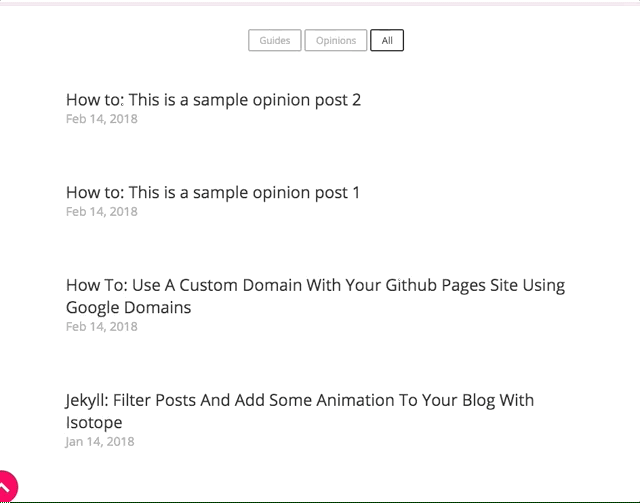 Guides Opinions All
How to: This is a sample opinion post 2
Feb 14, 2018
How to: This is a sample opinion post 1
Feb 14, 2018
How To: Use A Custom Domain With Your Github Pages Site Using
Google Domains
Feb 14, 2018
Jekyll: Filter Posts And Add Some Animation To Your Blog With
Isotope
Jan 14, 2018